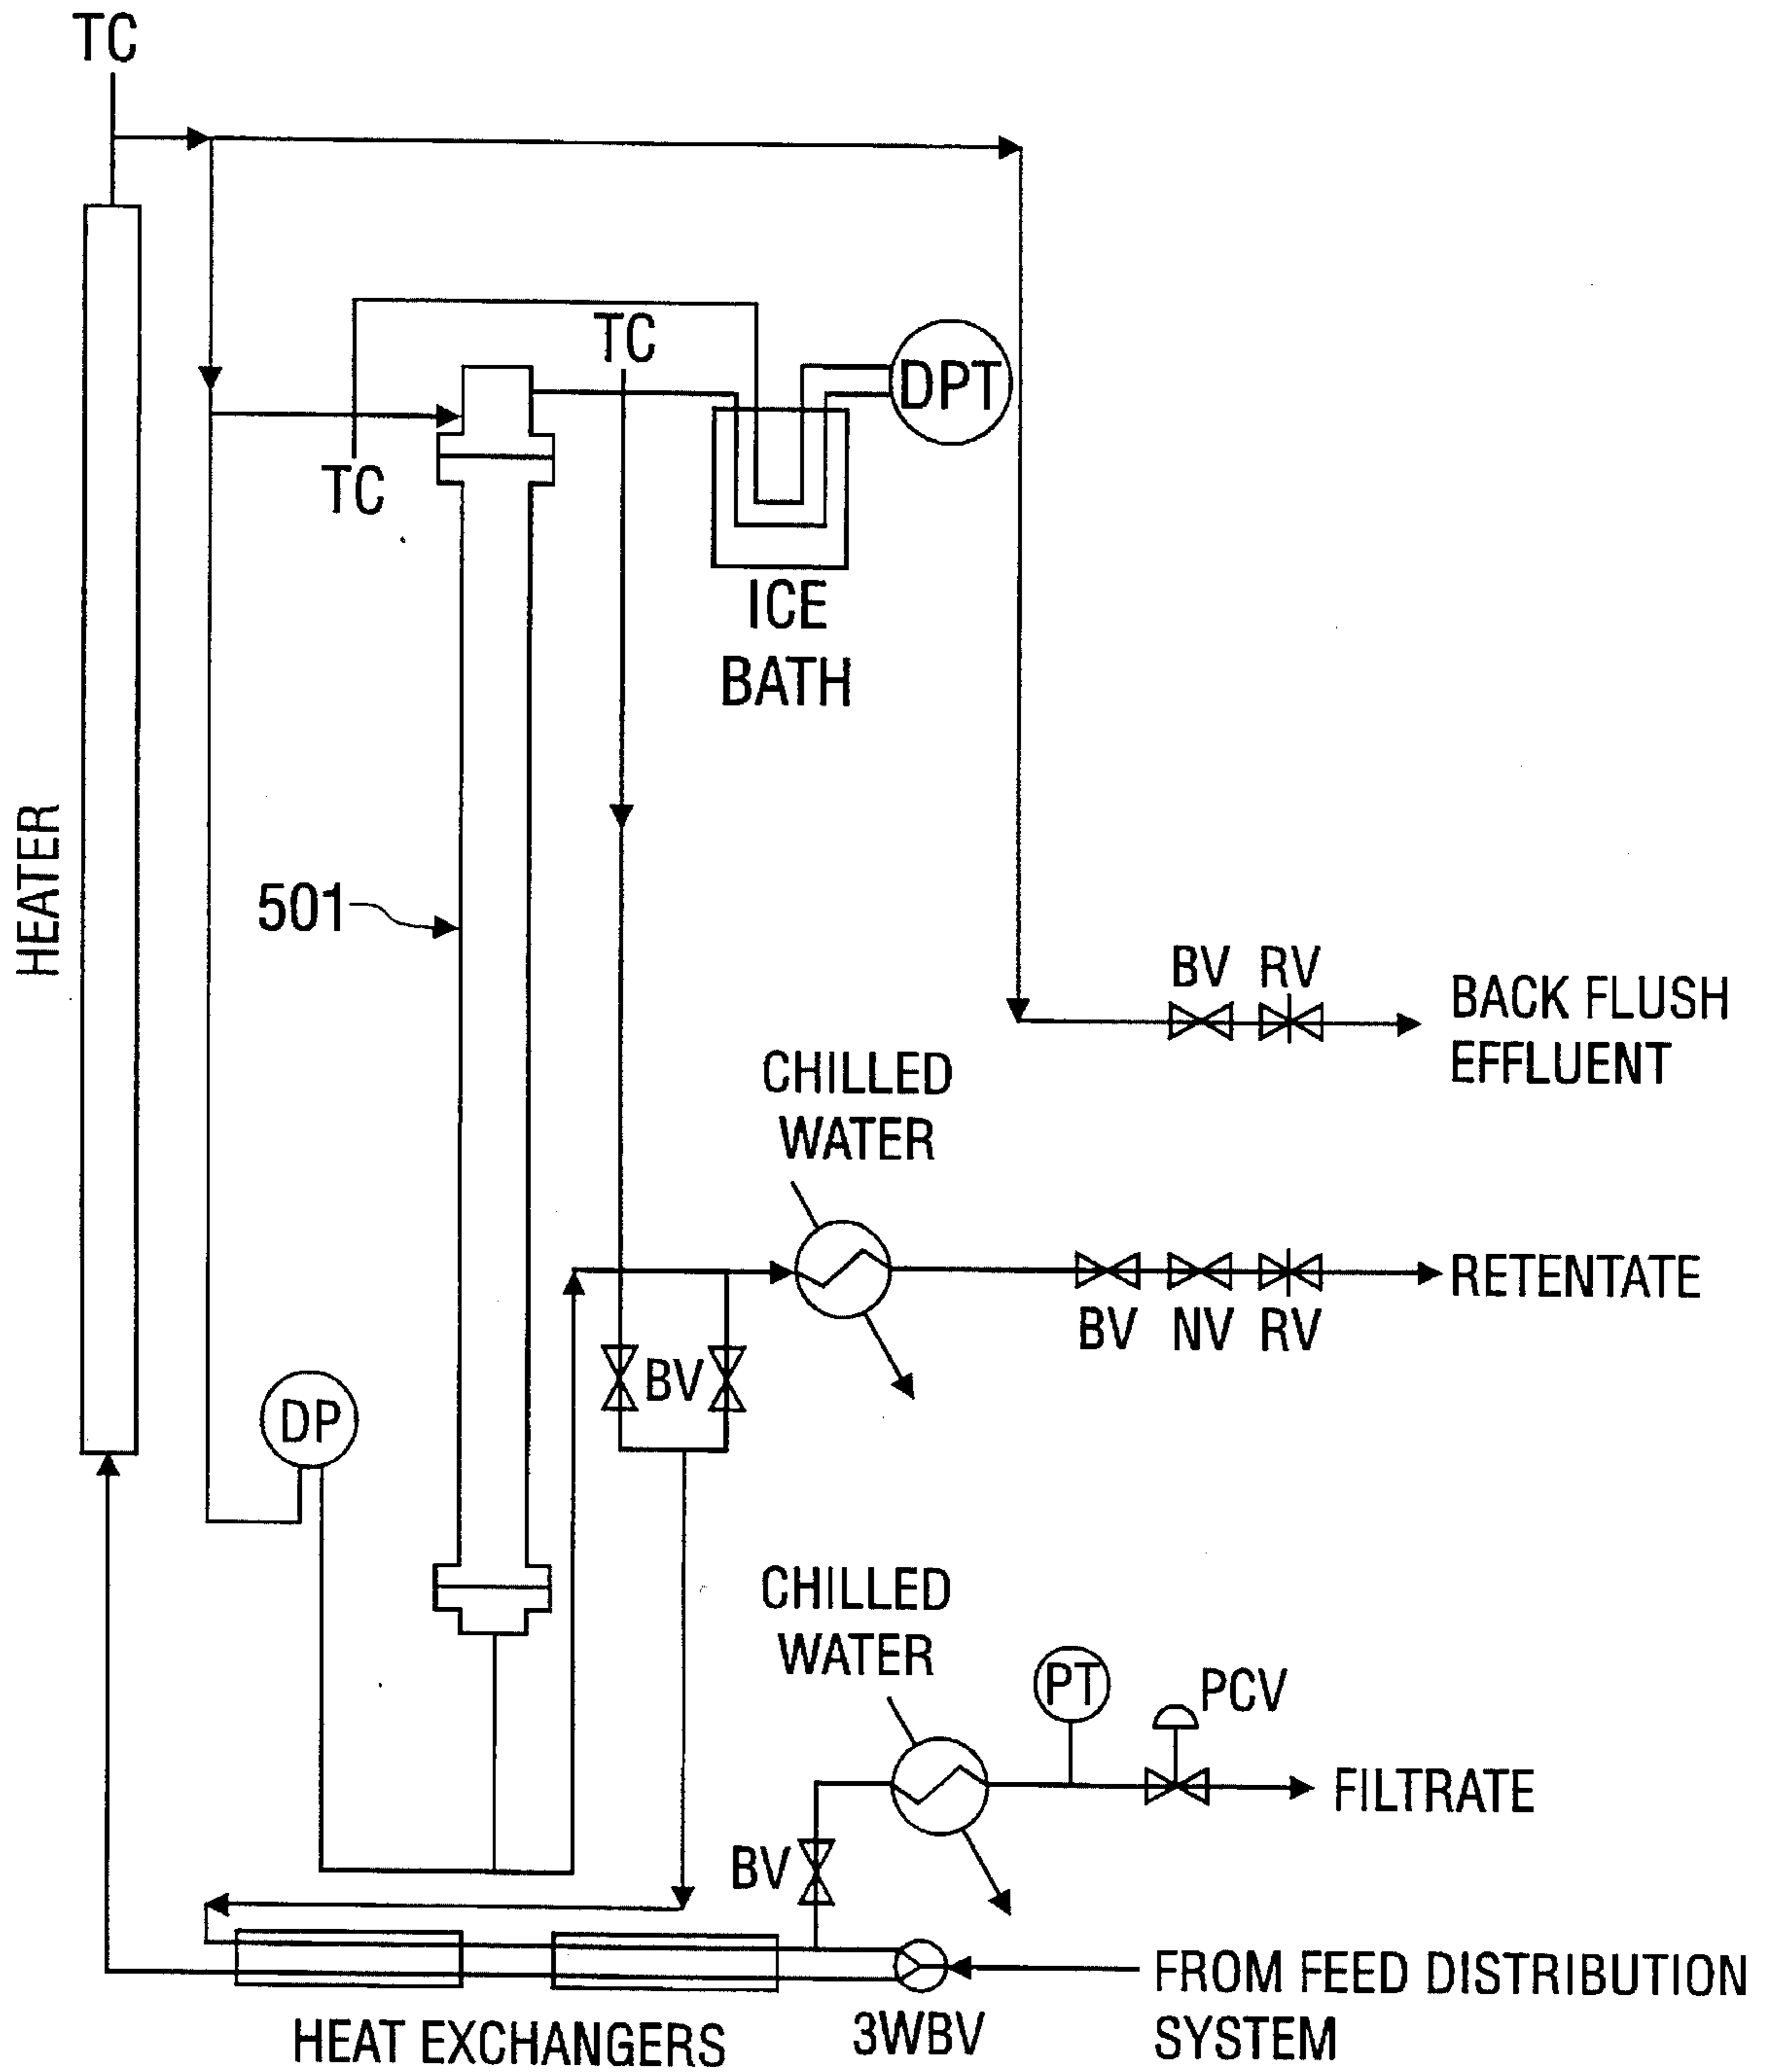 TC
TC
DPT
TC
ICE
BATH
HEATER
501
BV RV
BACK FLUSH
EFFLUENT
CHILLED
WATER
RETENTATE
BV NV RV
BV
DP
CHILLED
WATER
PT
PCV
FILTRATE
BV
FROM FEED DISTRIBUTION
SYSTEM
3WBV
HEAT EXCHANGERS